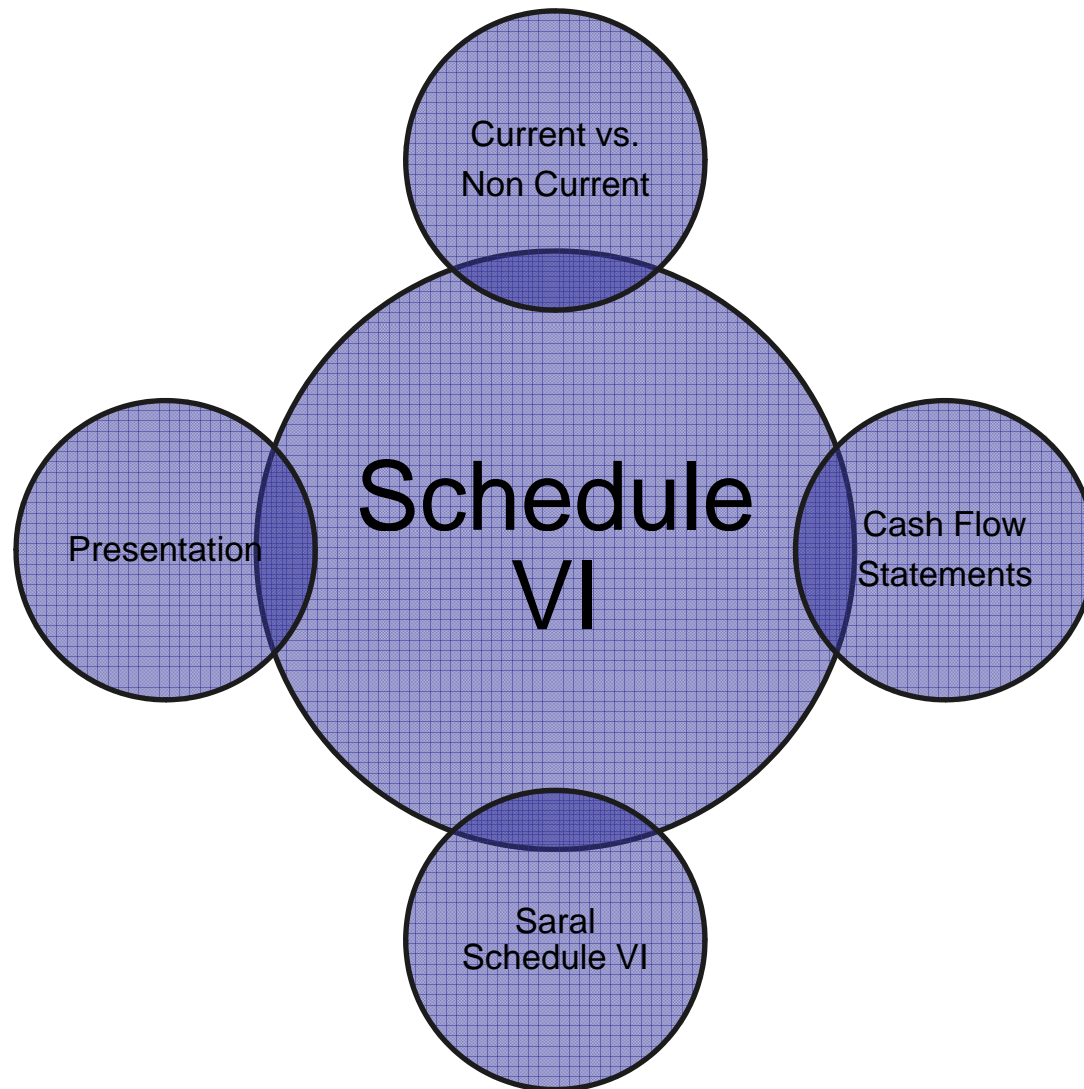 Current vs.
Non Current
Presentation
Schedule
VI
Cash Flow
Statements
Saral
Schedule VI